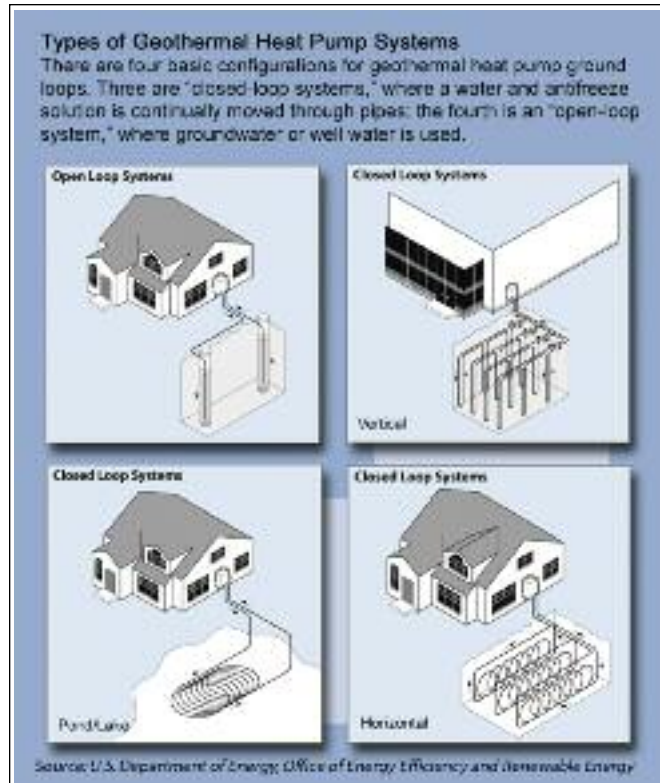 Types of Geothermal Heat Pump Systems
There are four basic configurations for geothermal heat pump ground
loops. Three are "closed-loop systems," where a water and antifreeze
solution is continually moved through pipes; the fourth is an "open-loop
system," where groundwater or well water is used.
Open Loop Systems
Closed Loop Systems
Vertical
Closed Loop Systems
Closed Loop Systems
Pond/Lake
Horizontal
Source: U.S. Department of Energy, Office of Energy Efficiency and Renewable Energy